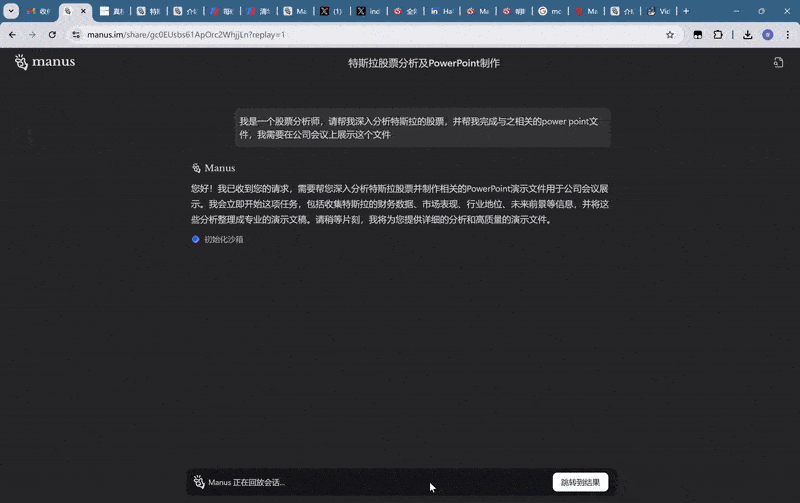 收件
特斯
介绍
Ma
(1)
inc
Ha
Ma
mc
Ma
介绍
Vid
manus.im/share/gc0EUsbs61ApOrc2WhjjLn?replay=1
manus
特斯拉股票分析及PowerPoint制作
我是一个股票分析师，请帮我深入分析特斯拉的股票，并帮我完成与之相关的power point文
件，我需要在公司会议上展示这个文件
Manus
您好！我已收到您的请求，需要帮您深入分析特斯拉股票并制作相关的PowerPoint演示文件用于公司会议展
示。我会立即开始这项任务，包括收集特斯拉的财务数据、市场表现、行业地位、未来前景等信息，并将这
些分析整理成专业的演示文稿。请稍等片刻，我将为您提供详细的分析和高质量的演示文件。
初始化沙箱
Manus 正在回放会话...
跳转到结果